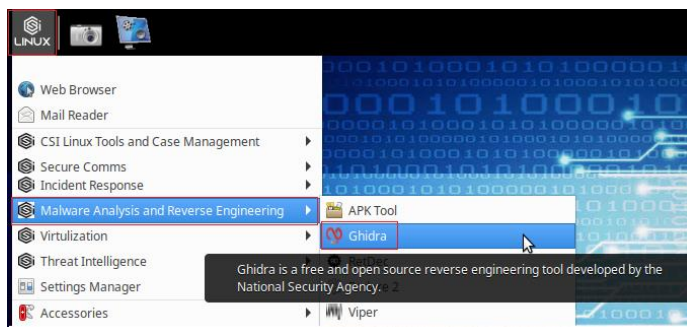 LINUX
Web Browser
Mail Reader
CSI Linux Tools and Case Management
Secure Comms
Incident Response
Malware Analysis and Reverse Engineering
Virtulization
Threat Intelligence
Settings Manager
Accessories
APK Tool
Ghidra
RetDec
Ghidra is a free and open source reverse engineering tool developed by the
National Security Agency.
Viper